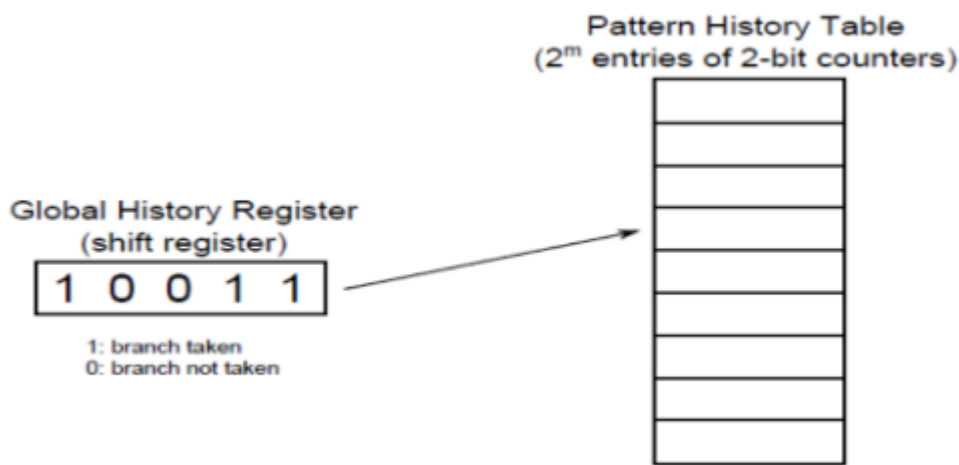 Pattern History Table
(2^m entries of 2-bit counters)
Global History Register
(shift register)
1 0 0 1 1
1: branch taken
0: branch not taken